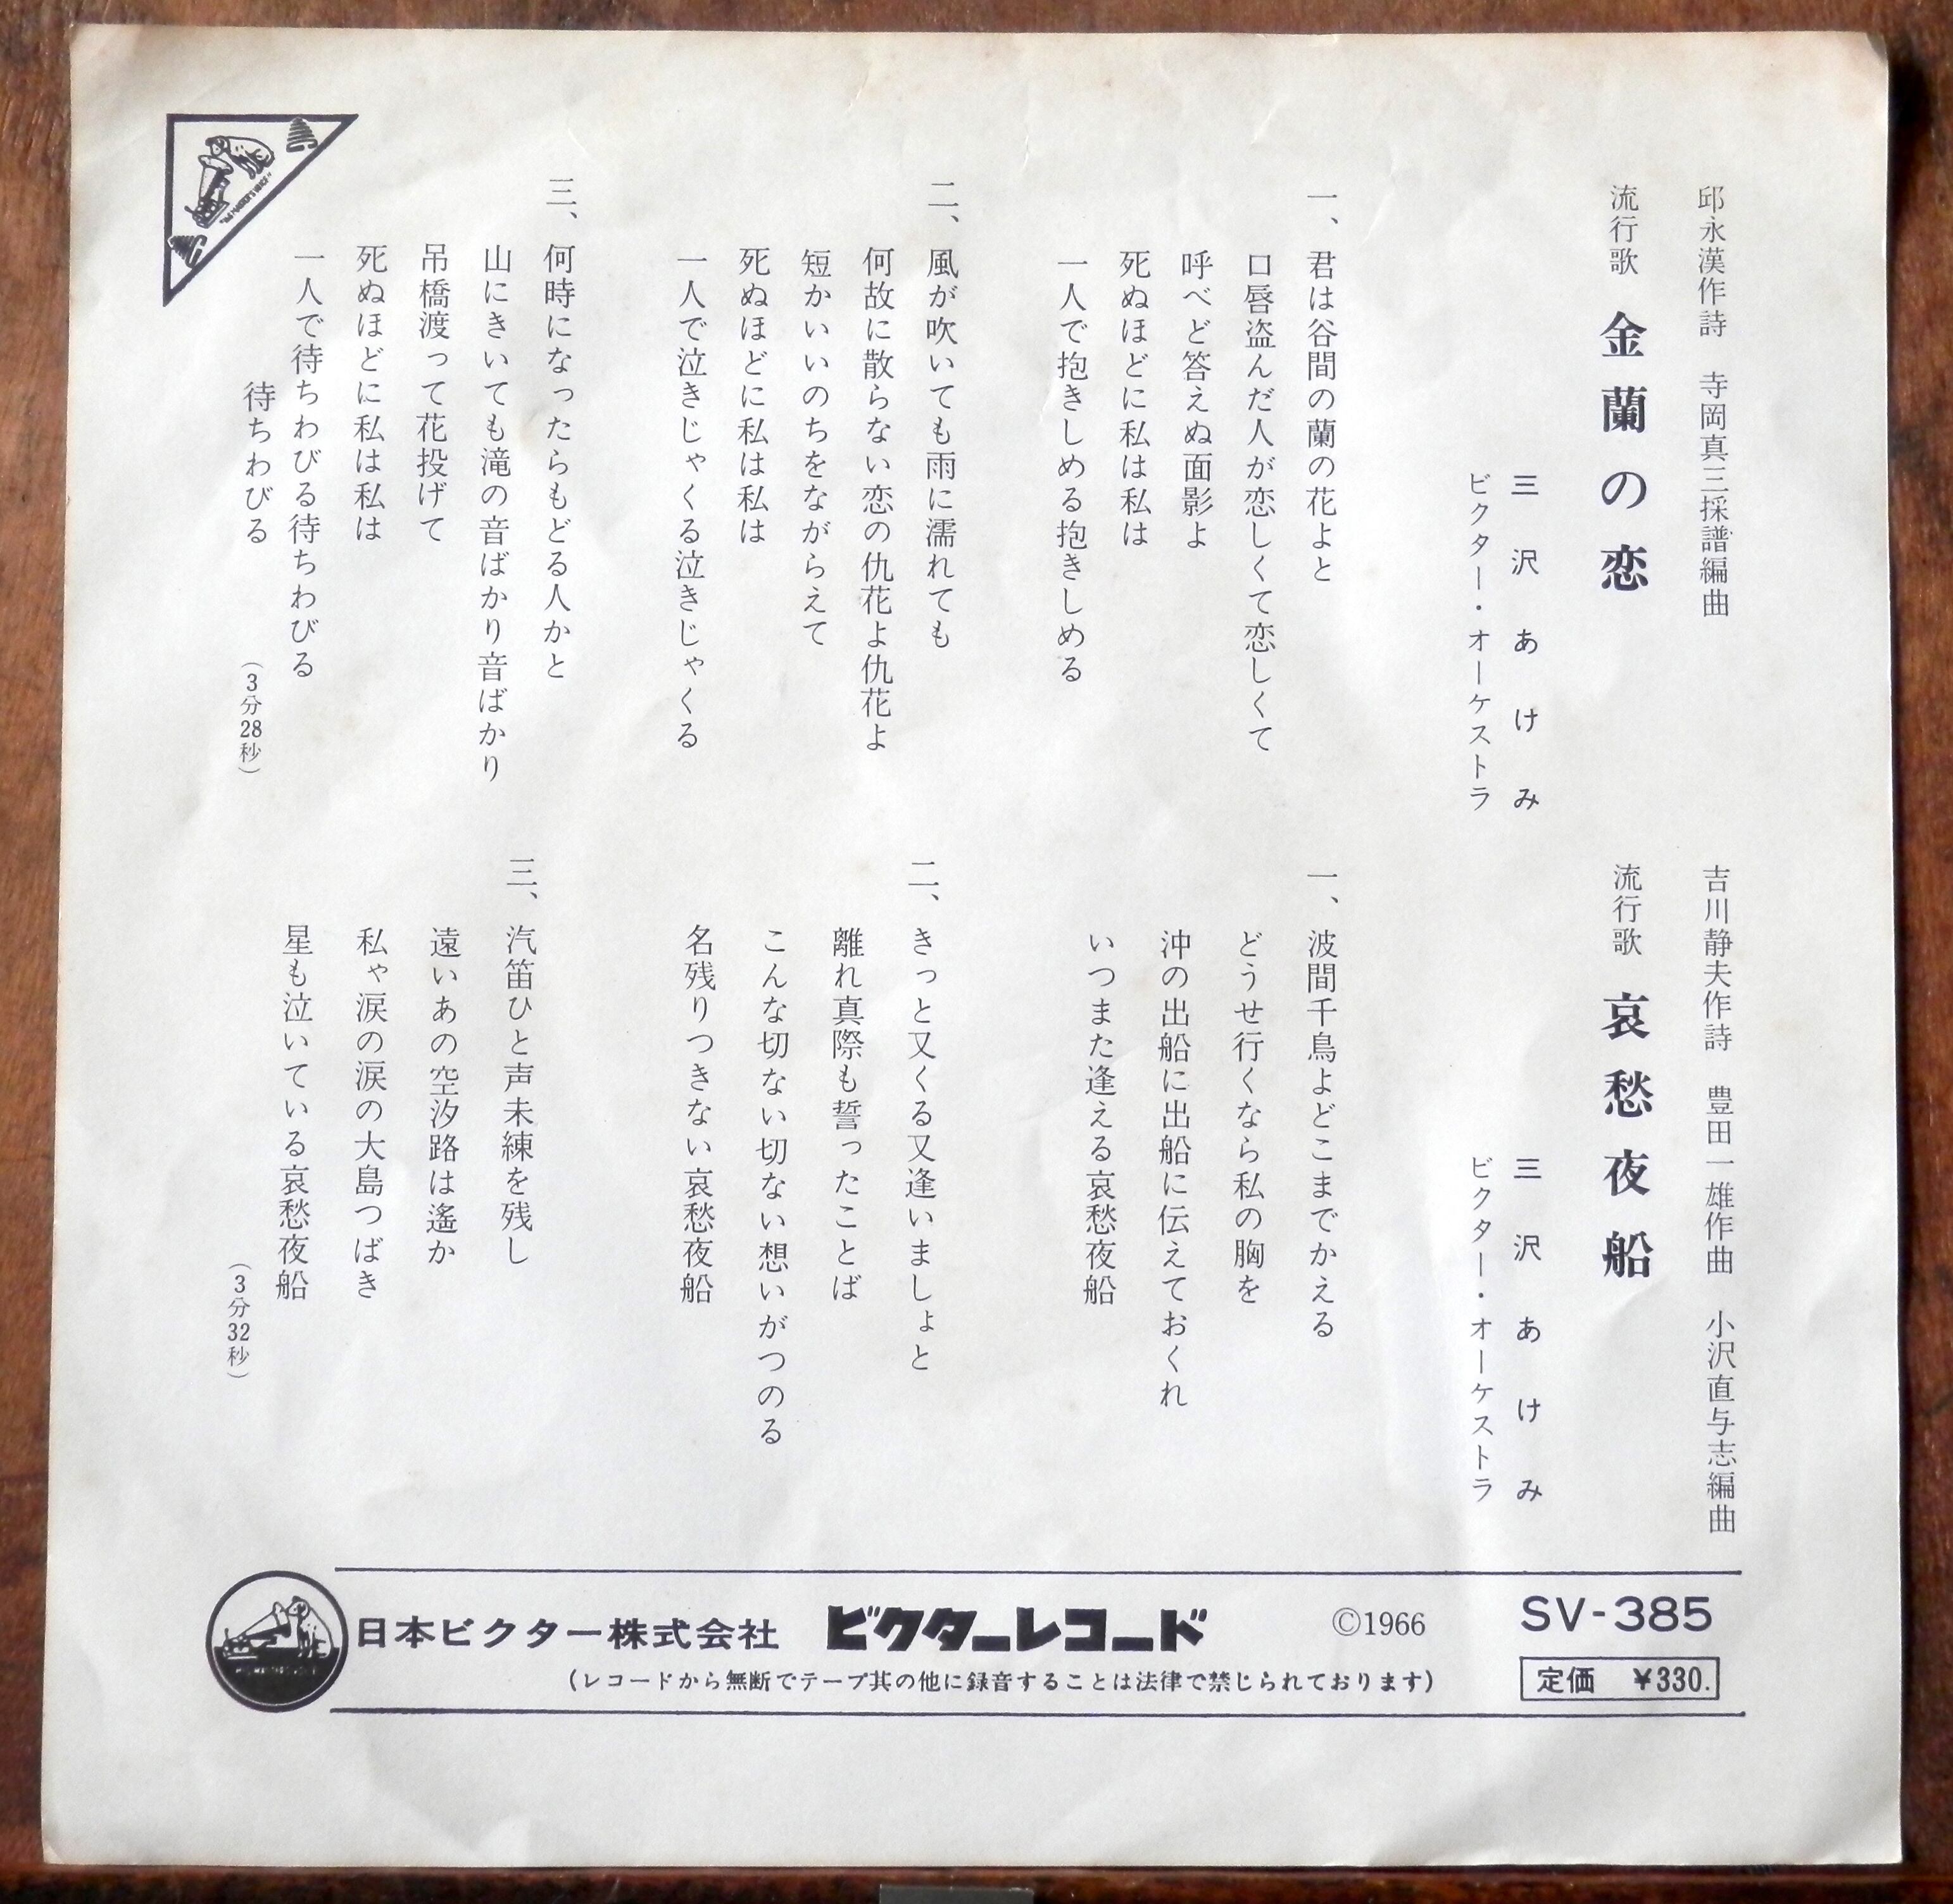 邱永漢作詩　寺岡真三採譜編曲
流行歌　金蘭の恋
三沢あけみ
ビクター・オーケストラ
一、君は谷間の蘭の花よと
口唇盗んだ人が恋しくて恋しくて
呼べど答えぬ面影よ
死ぬほどに私は私は
一人で抱きしめる抱きしめる
二、風が吹いても雨に濡れても
何故に散らない恋の仇花よ仇花よ
短かいいのちをながらえて
死ぬほどに私は私は
一人で泣きじゃくる泣きじゃくる
三、何時になったらもどる人かと
山にきいても滝の音ばかり音ばかり
吊橋渡って花投げて
死ぬほどに私は私は
一人で待ちわびる待ちわびる
待ちわびる
（3分28秒）
吉川静夫作詩　豊田一雄作曲　小沢直与志編曲
流行歌　哀愁夜船
三沢あけみ
ビクター・オーケストラ
一、波間千鳥よどこまでかえる
どうせ行くなら私の胸を
沖の出船に出船に伝えておくれ
いつまた逢える哀愁夜船
二、きっと又くる又逢いましょと
離れ真際も誓ったことば
こんな切ない切ない想いがつのる
名残りつきない哀愁夜船
三、汽笛ひと声未練を残し
遠いあの空汐路は遙か
私ゃ涙の涙の大島つばき
星も泣いている哀愁夜船
（3分32秒）
日本ビクター株式会社　ビクターレコード　©1966　SV-385
（レコードから無断でテープ其の他に録音することは法律で禁じられております）
定価　¥330.